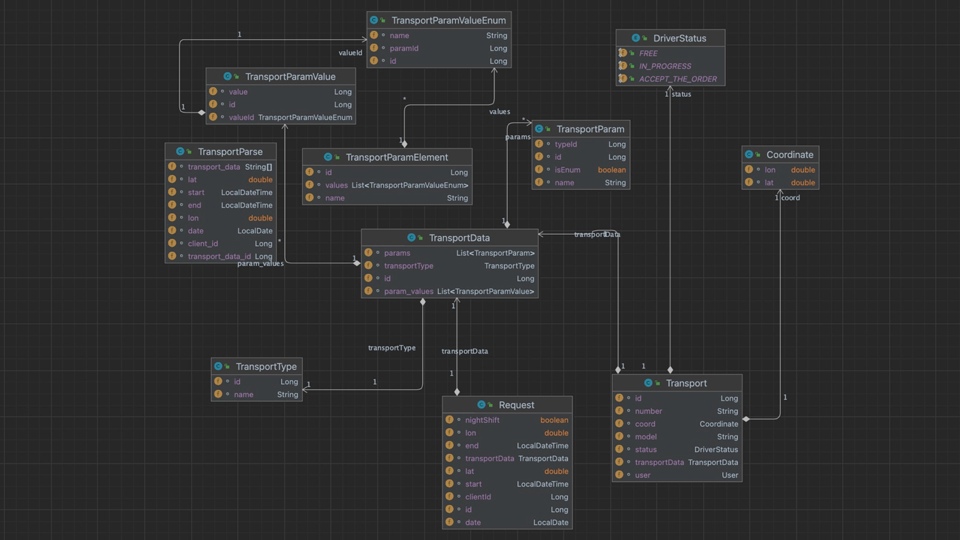 TransportParamValueEnum
name String
paramId Long
id Long
DriverStatus
FREE
IN_PROGRESS
ACCEPT_THE_ORDER
1
valueId
TransportParamValue
value Long
id Long
valueId TransportParamValueEnum
1
1 status
*
values
1
*
params
TransportParam
typeId Long
id Long
isEnum boolean
name String
TransportParse
transport_data String[]
lat double
start LocalDateTime
end LocalDateTime
lon double
date LocalDate
client_id Long
transport_data_id Long
*
param_values
TransportParamElement
id Long
values List<TransportParamValueEnum>
name String
Coordinate
lon double
lat double
1 coord
1
TransportData
params List<TransportParam>
transportType TransportType
id Long
param_values List<TransportParamValue>
1
transportData
1
transportType
transportData
TransportType
id Long
name String
1
1
1
1
1
Request
nightShift boolean
lon double
end LocalDateTime
transportData TransportData
lat double
start LocalDateTime
clientId Long
id Long
date LocalDate
Transport
id Long
number String
coord Coordinate
model String
status DriverStatus
transportData TransportData
user User
1